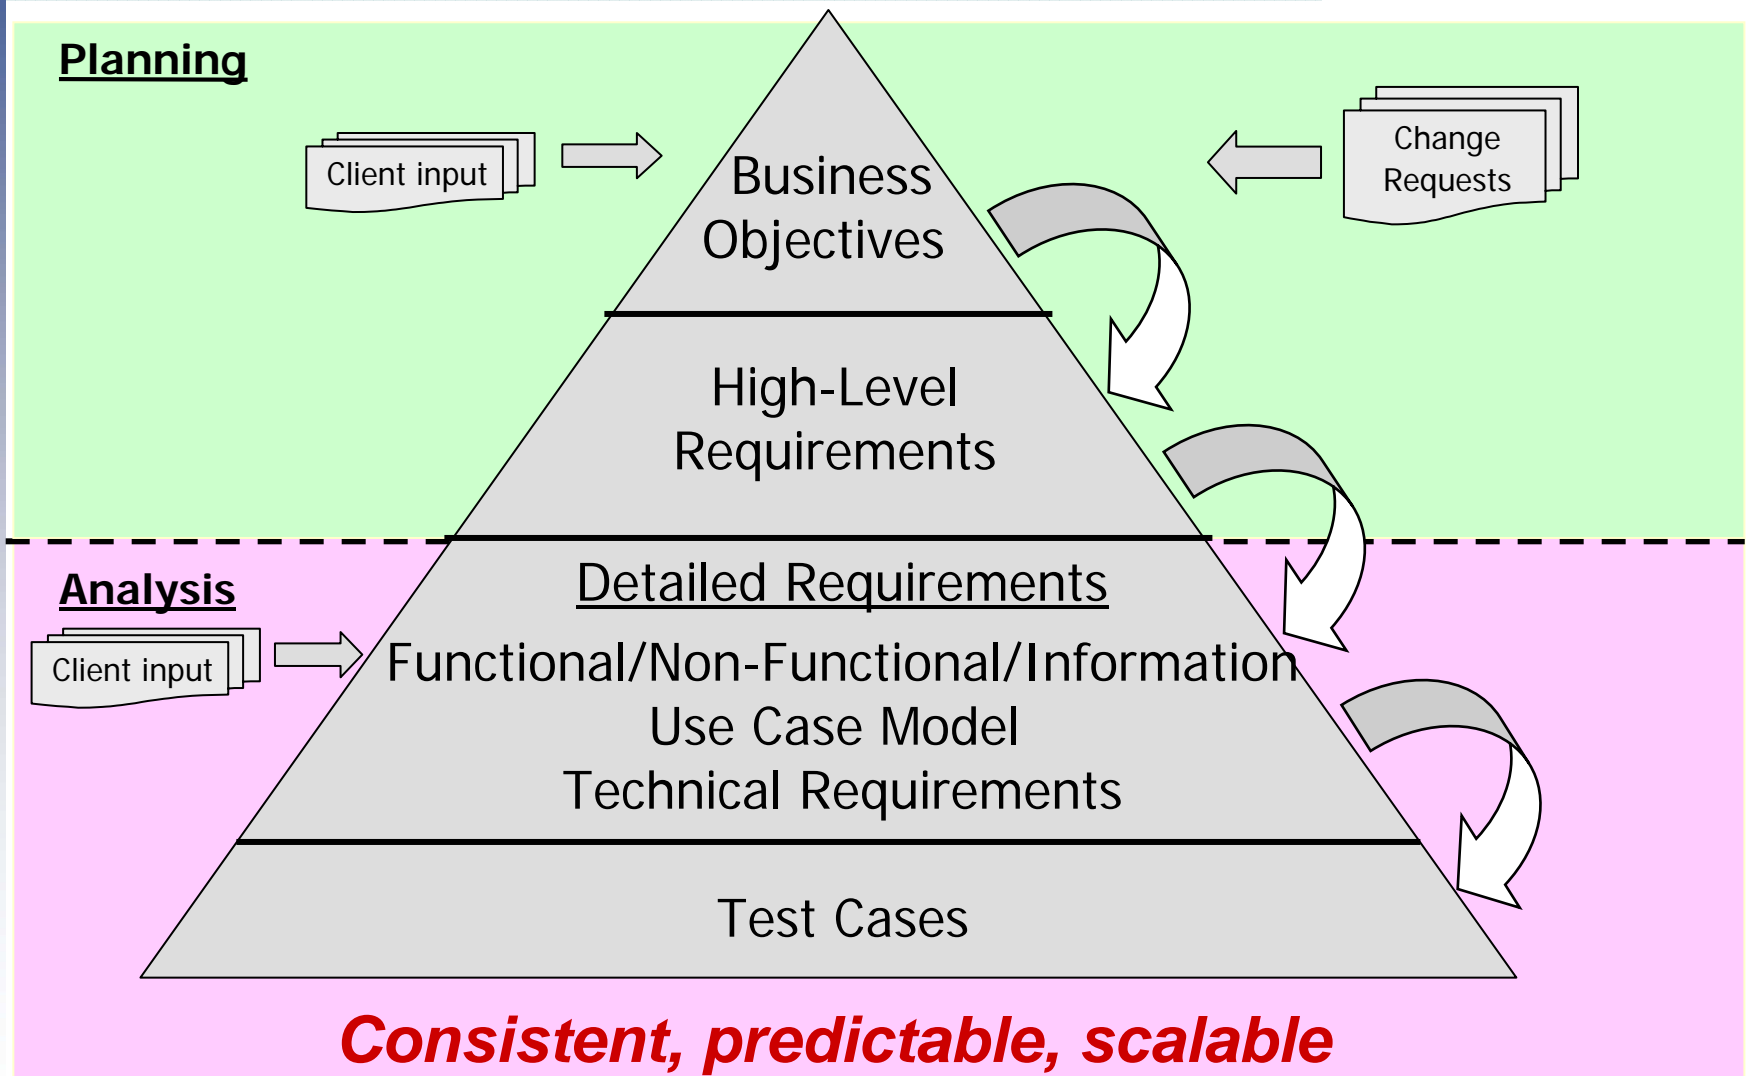 Planning
Client input
Change
Requests
Business
Objectives
High-Level
Requirements
Analysis
Client input
Detailed Requirements
Functional/Non-Functional/Information
Use Case Model
Technical Requirements
Test Cases
Consistent, predictable, scalable